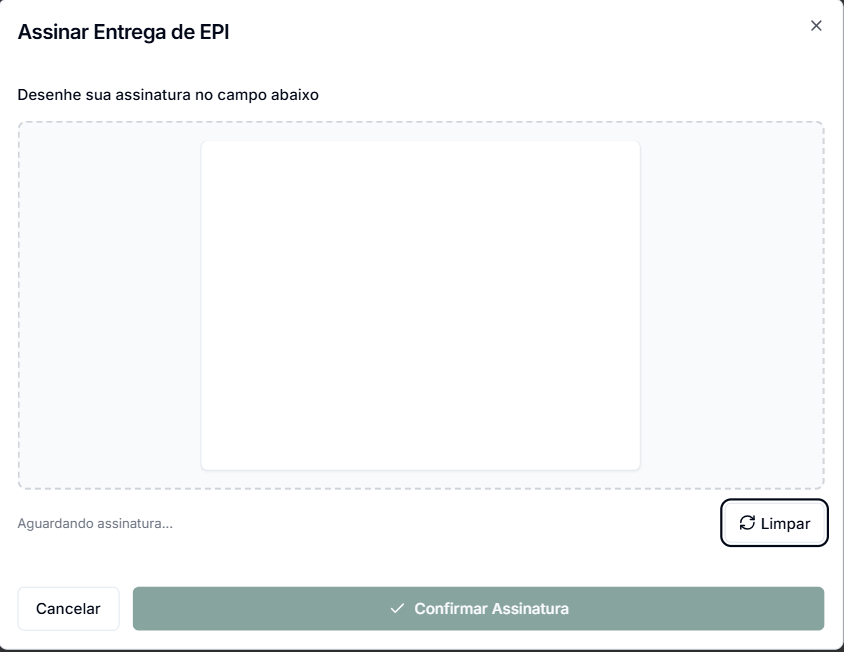 Assinar Entrega de EPI
Desenhe sua assinatura no campo abaixo
Aguardando assinatura...
Limpar
Cancelar
Confirmar Assinatura